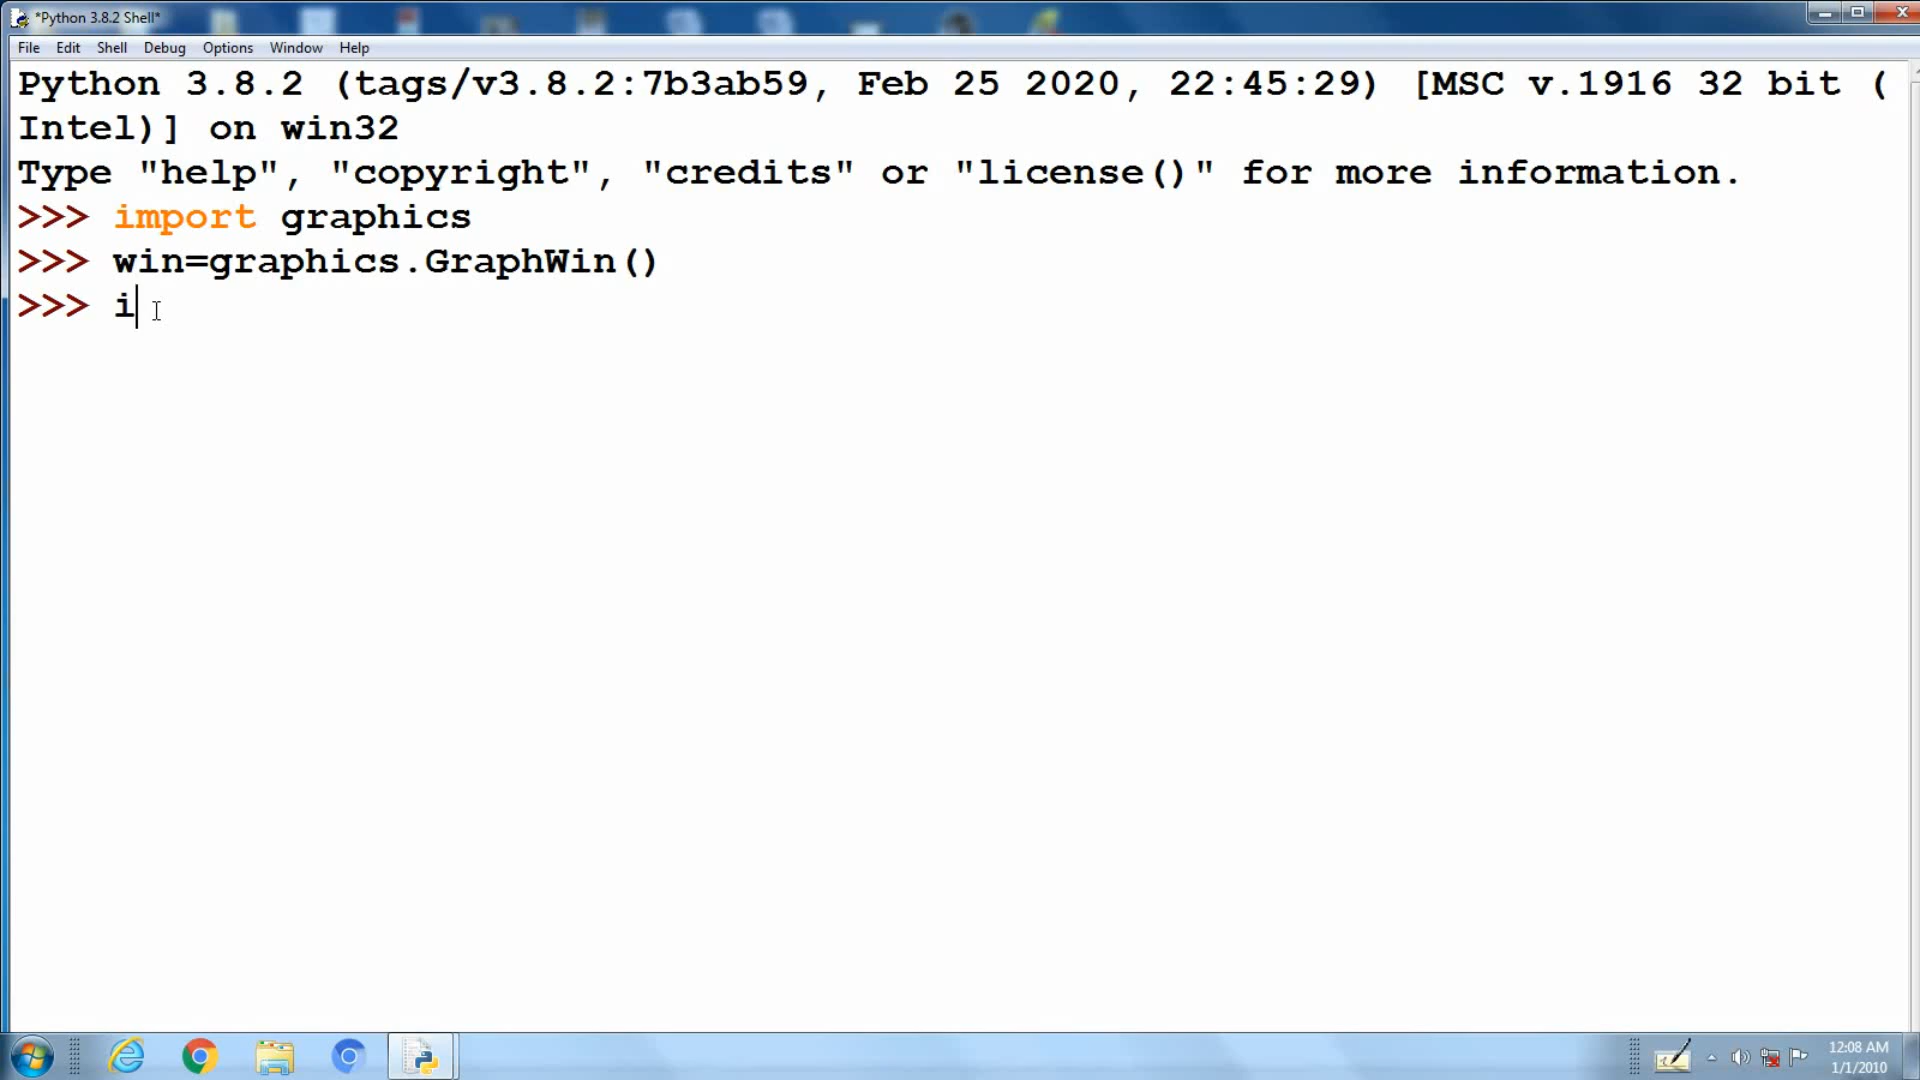 *Python 3.8.2 Shell*
File Edit Shell Debug Options Window Help
Python 3.8.2 (tags/v3.8.2:7b3ab59, Feb 25 2020, 22:45:29) [MSC v.1916 32 bit (
Intel)] on win32
Type "help", "copyright", "credits" or "license()" for more information.
>>> import graphics
>>> win=graphics.GraphWin()
>>> i
12:08 AM
1/1/2010